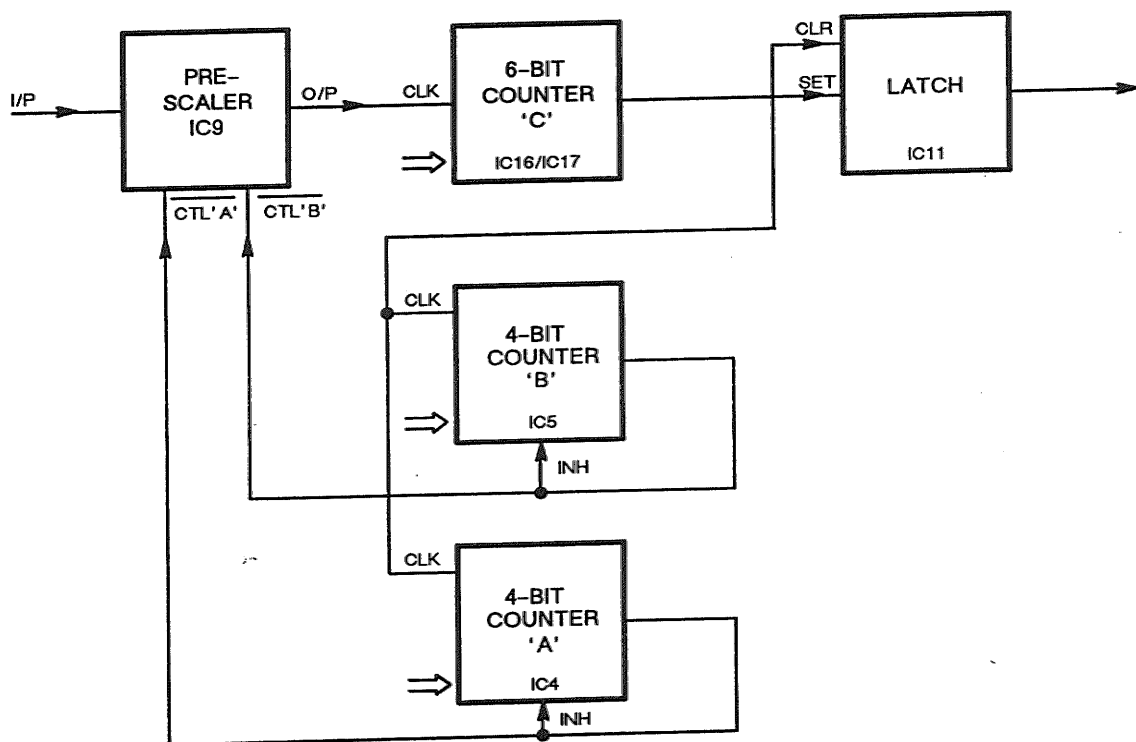 I/P
PRE-
SCALER
IC9
O/P
CTL'A'
CTL'B'
CLK
6-BIT
COUNTER
'C'
IC16/IC17
CLR
SET
LATCH
IC11
CLK
4-BIT
COUNTER
'B'
IC5
INH
CLK
4-BIT
COUNTER
'A'
IC4
INH